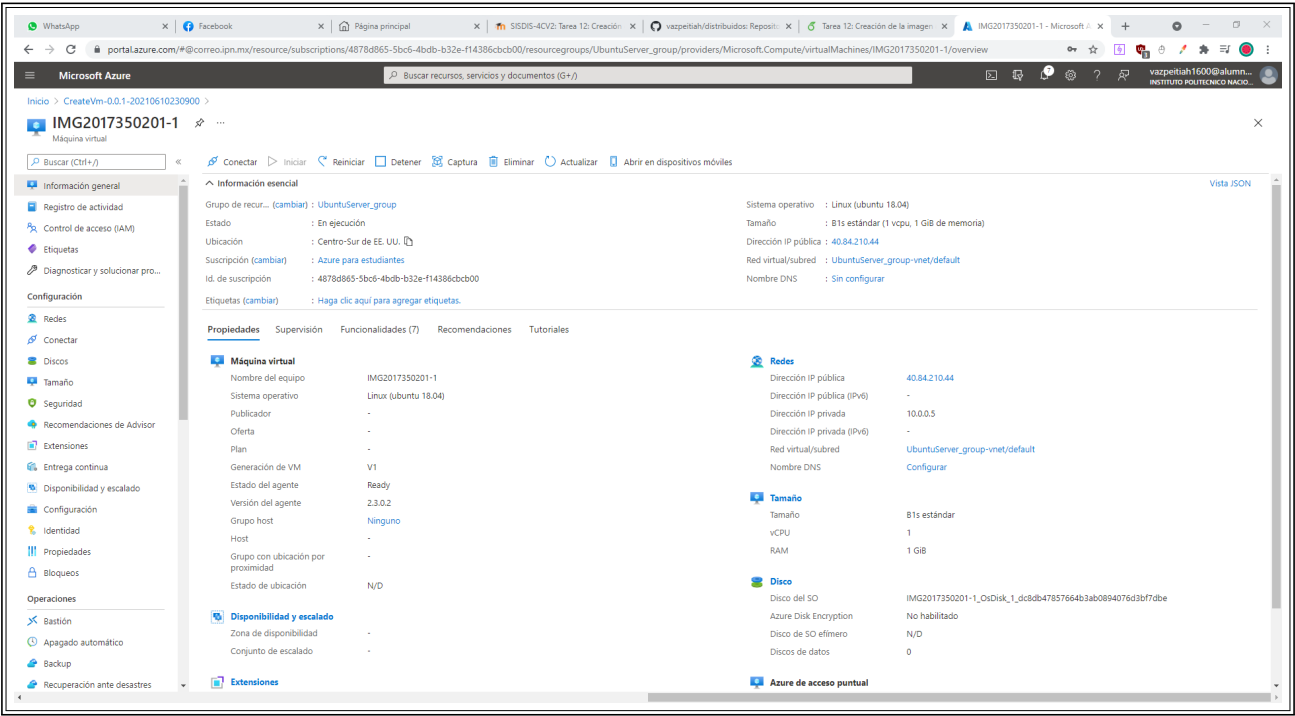 WhatsApp
Facebook
Página principal
SISDIS-4CV2: Tarea 12: Creación
vazpeitiah/distribuidos: Reposito
Tarea 12: Creación de la imagen
IMG2017350201-1 - Microsoft A
portal.azure.com/#@correo.ipn.mx/resource/subscriptions/4878d865-5bc6-4bdb-b32e-f14386cbcb00/resourcegroups/UbuntuServer_group/providers/Microsoft.Compute/virtualMachines/IMG2017350201-1/overview
Microsoft Azure
Buscar recursos, servicios y documentos (G+/)
vazpeitiah1600@alumn...
INSTITUTO POLITECNICO NACIO...
Inicio > CreateVm-0.0.1-20210610230900 >
IMG2017350201-1
Máquina virtual
Buscar (Ctrl+/)
Conectar Iniciar Reiniciar Detener Captura Eliminar Actualizar Abrir en dispositivos móviles
Información general
Registro de actividad
Control de acceso (IAM)
Etiquetas
Diagnosticar y solucionar pro...
Configuración
Redes
Conectar
Discos
Tamaño
Seguridad
Recomendaciones de Advisor
Extensiones
Entrega continua
Disponibilidad y escalado
Configuración
Identidad
Propiedades
Bloqueos
Operaciones
Bastión
Apagado automático
Backup
Recuperación ante desastres
Información esencial
Vista JSON
Grupo de recur... (cambiar) : UbuntuServer_group
Estado : En ejecución
Ubicación : Centro-Sur de EE. UU.
Suscripción (cambiar) : Azure para estudiantes
Id. de suscripción : 4878d865-5bc6-4bdb-b32e-f14386cbcb00
Etiquetas (cambiar) : Haga clic aquí para agregar etiquetas.
Sistema operativo : Linux (ubuntu 18.04)
Tamaño : B1s estándar (1 vcpu, 1 GiB de memoria)
Dirección IP pública : 40.84.210.44
Red virtual/subred : UbuntuServer_group-vnet/default
Nombre DNS : Sin configurar
Propiedades Supervisión Funcionalidades (7) Recomendaciones Tutoriales
Máquina virtual
Nombre del equipo IMG2017350201-1
Sistema operativo Linux (ubuntu 18.04)
Publicador -
Oferta -
Plan -
Generación de VM V1
Estado del agente Ready
Versión del agente 2.3.0.2
Grupo host Ninguno
Host -
Grupo con ubicación por -
proximidad
Estado de ubicación N/D
Disponibilidad y escalado
Zona de disponibilidad -
Conjunto de escalado -
Extensiones
Redes
Dirección IP pública 40.84.210.44
Dirección IP pública (IPv6) -
Dirección IP privada 10.0.0.5
Dirección IP privada (IPv6) -
Red virtual/subred UbuntuServer_group-vnet/default
Nombre DNS Configurar
Tamaño
Tamaño B1s estándar
vCPU 1
RAM 1 GiB
Disco
Disco del SO IMG2017350201-1_OsDisk_1_dc8db47857664b3ab0894076d3bf7dbe
Azure Disk Encryption No habilitado
Disco de SO efímero N/D
Discos de datos 0
Azure de acceso puntual